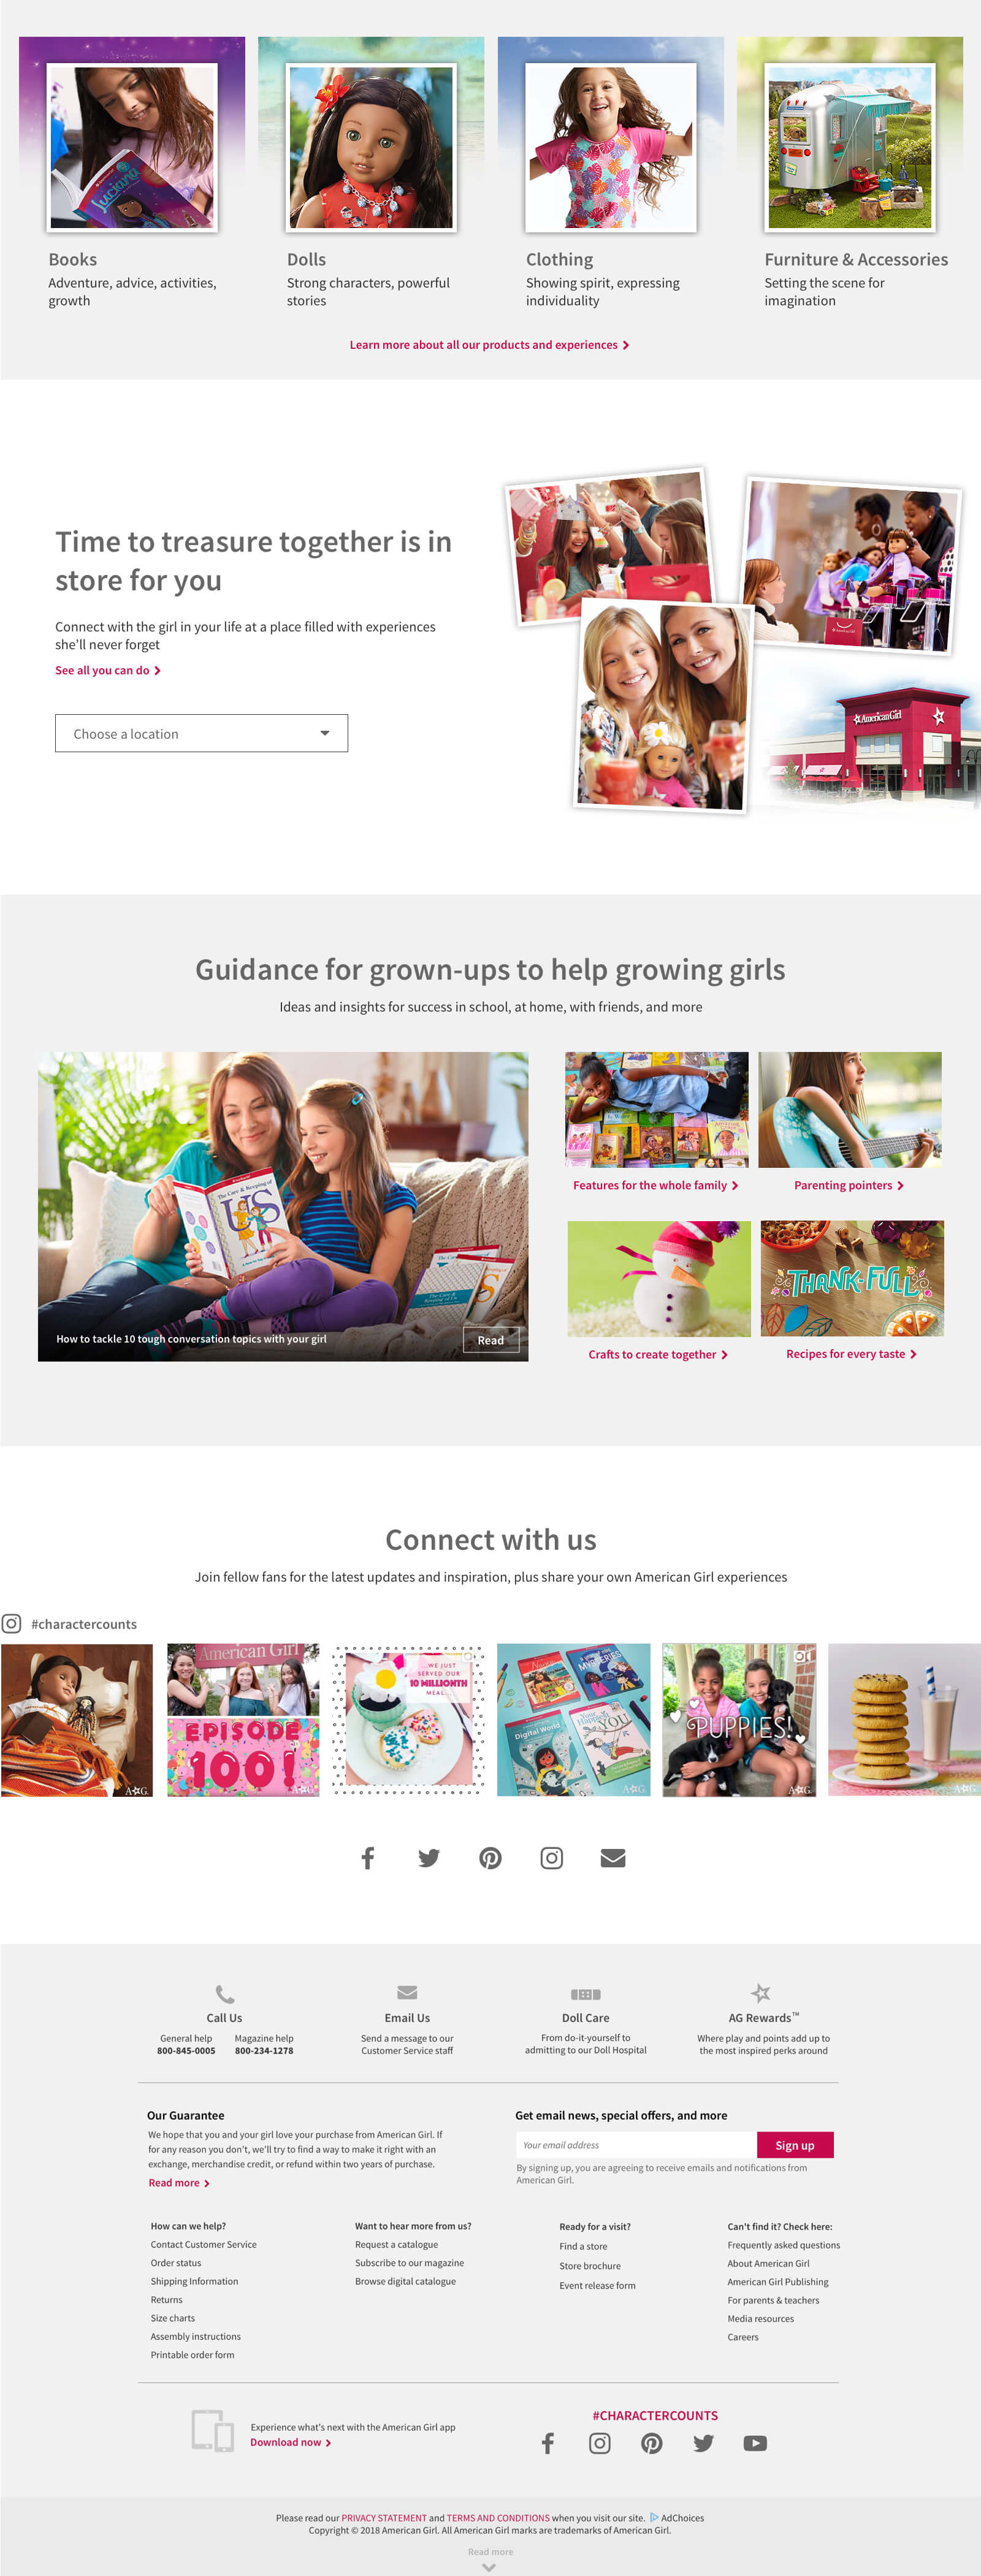 Luciana
Books
Adventure, advice, activities,
growth
Dolls
Strong characters, powerful
stories
Clothing
Showing spirit, expressing
individuality
Furniture & Accessories
Setting the scene for
imagination
Learn more about all our products and experiences
Time to treasure together is in
store for you
Connect with the girl in your life at a place filled with experiences
she'll never forget
See all you can do
Choose a location
American Girl
Guidance for grown-ups to help growing girls
Ideas and insights for success in school, at home, with friends, and more
The Care & Keeping of
US
How to tackle 10 tough conversation topics with your girl
Read
Features for the whole family
Parenting pointers
THANK-FULL
Crafts to create together
Recipes for every taste
Connect with us
Join fellow fans for the latest updates and inspiration, plus share your own American Girl experiences
#charactercounts
American Girl
EPISODE
100!
WE JUST
SERVED OUR
10 MILLIONTH
MEAL
MYSTERIES
Digital World
YOU
PUPPIES!
Call Us
General help
800-845-0005
Magazine help
800-234-1278
Email Us
Send a message to our
Customer Service staff
Doll Care
From do-it-yourself to
admitting to our Doll Hospital
AG Rewards™
Where play and points add up to
the most inspired perks around
Our Guarantee
We hope that you and your girl love your purchase from American Girl. If
for any reason you don't, we'll try to find a way to make it right with an
exchange, merchandise credit, or refund within two years of purchase.
Read more
Get email news, special offers, and more
Your email address
Sign up
By signing up, you are agreeing to receive emails and notifications from
American Girl.
How can we help?
Contact Customer Service
Order status
Shipping Information
Returns
Size charts
Assembly instructions
Printable order form
Want to hear more from us?
Request a catalogue
Subscribe to our magazine
Browse digital catalogue
Ready for a visit?
Find a store
Store brochure
Event release form
Can't find it? Check here:
Frequently asked questions
About American Girl
American Girl Publishing
For parents & teachers
Media resources
Careers
Experience what's next with the American Girl app
Download now
#CHARACTERCOUNTS
Please read our PRIVACY STATEMENT and TERMS AND CONDITIONS when you visit our site. AdChoices
Copyright © 2018 American Girl. All American Girl marks are trademarks of American Girl.
Read more